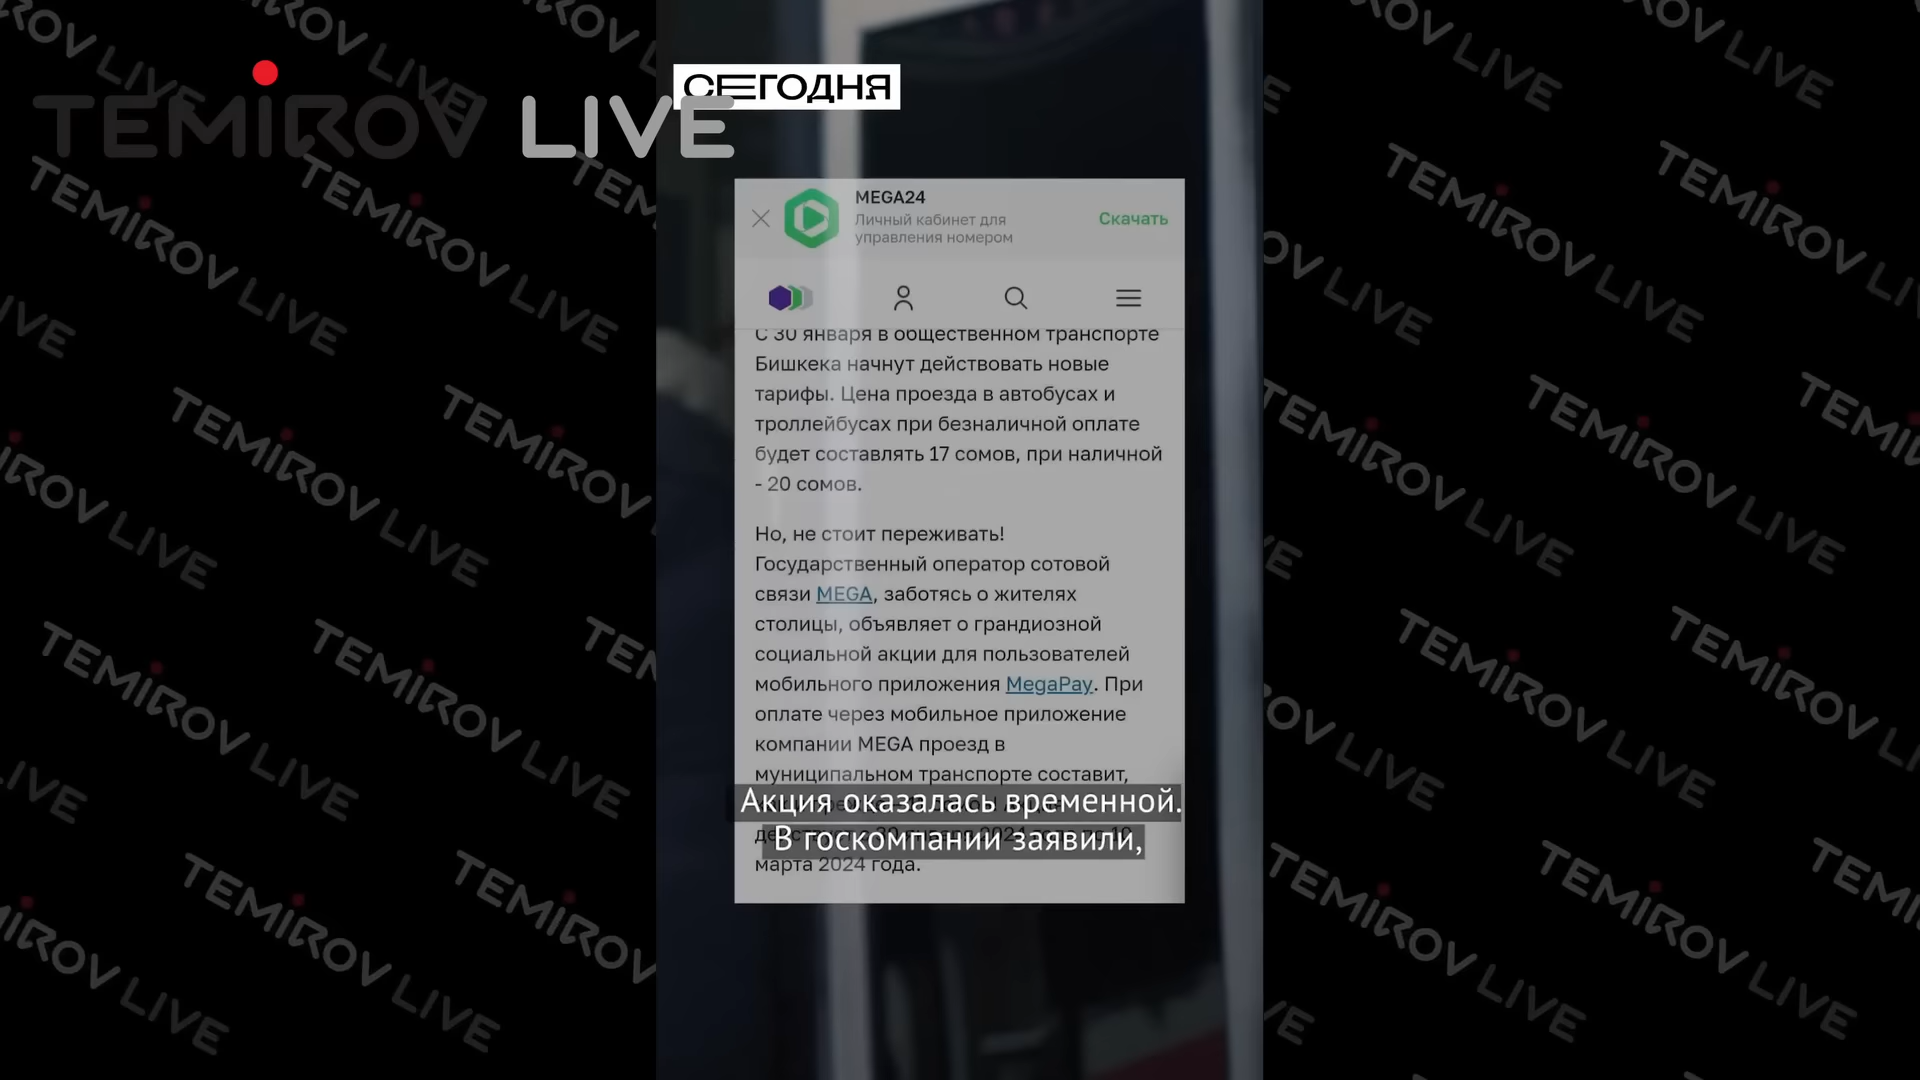 СЕГОДНЯ
TEMIROV LIVE
MEGA24
Личный кабинет для
управления номером
Скачать
С 30 января в общественном транспорте
Бишкека начнут действовать новые
тарифы. Цена проезда в автобусах и
троллейбусах при безналичной оплате
будет составлять 17 сомов, при наличной
- 20 сомов.
Но, не стоит переживать!
Государственный оператор сотовой
связи MEGA, заботясь о жителях
столицы, объявляет о грандиозной
социальной акции для пользователей
мобильного приложения MegaPay. При
оплате через мобильное приложение
компании MEGA проезд в
муниципальном транспорте составит,
марта 2024 года.
Акция оказалась временной.
В госкомпании заявили,